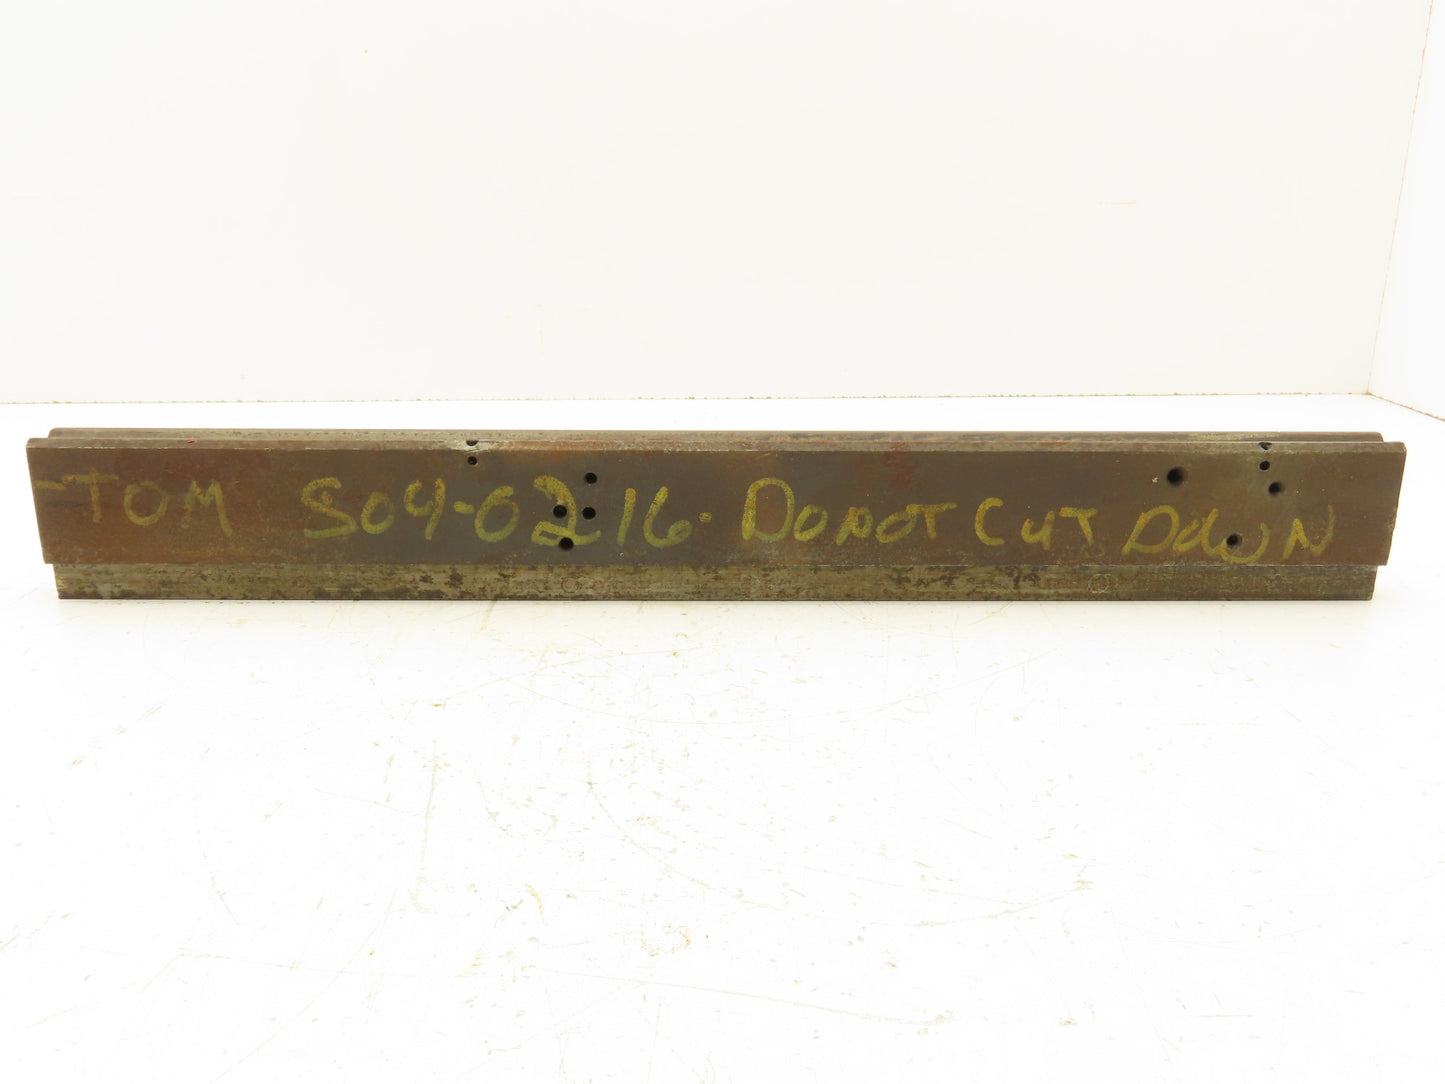 -TOM S04-0216. DO NOT CUT DOWN